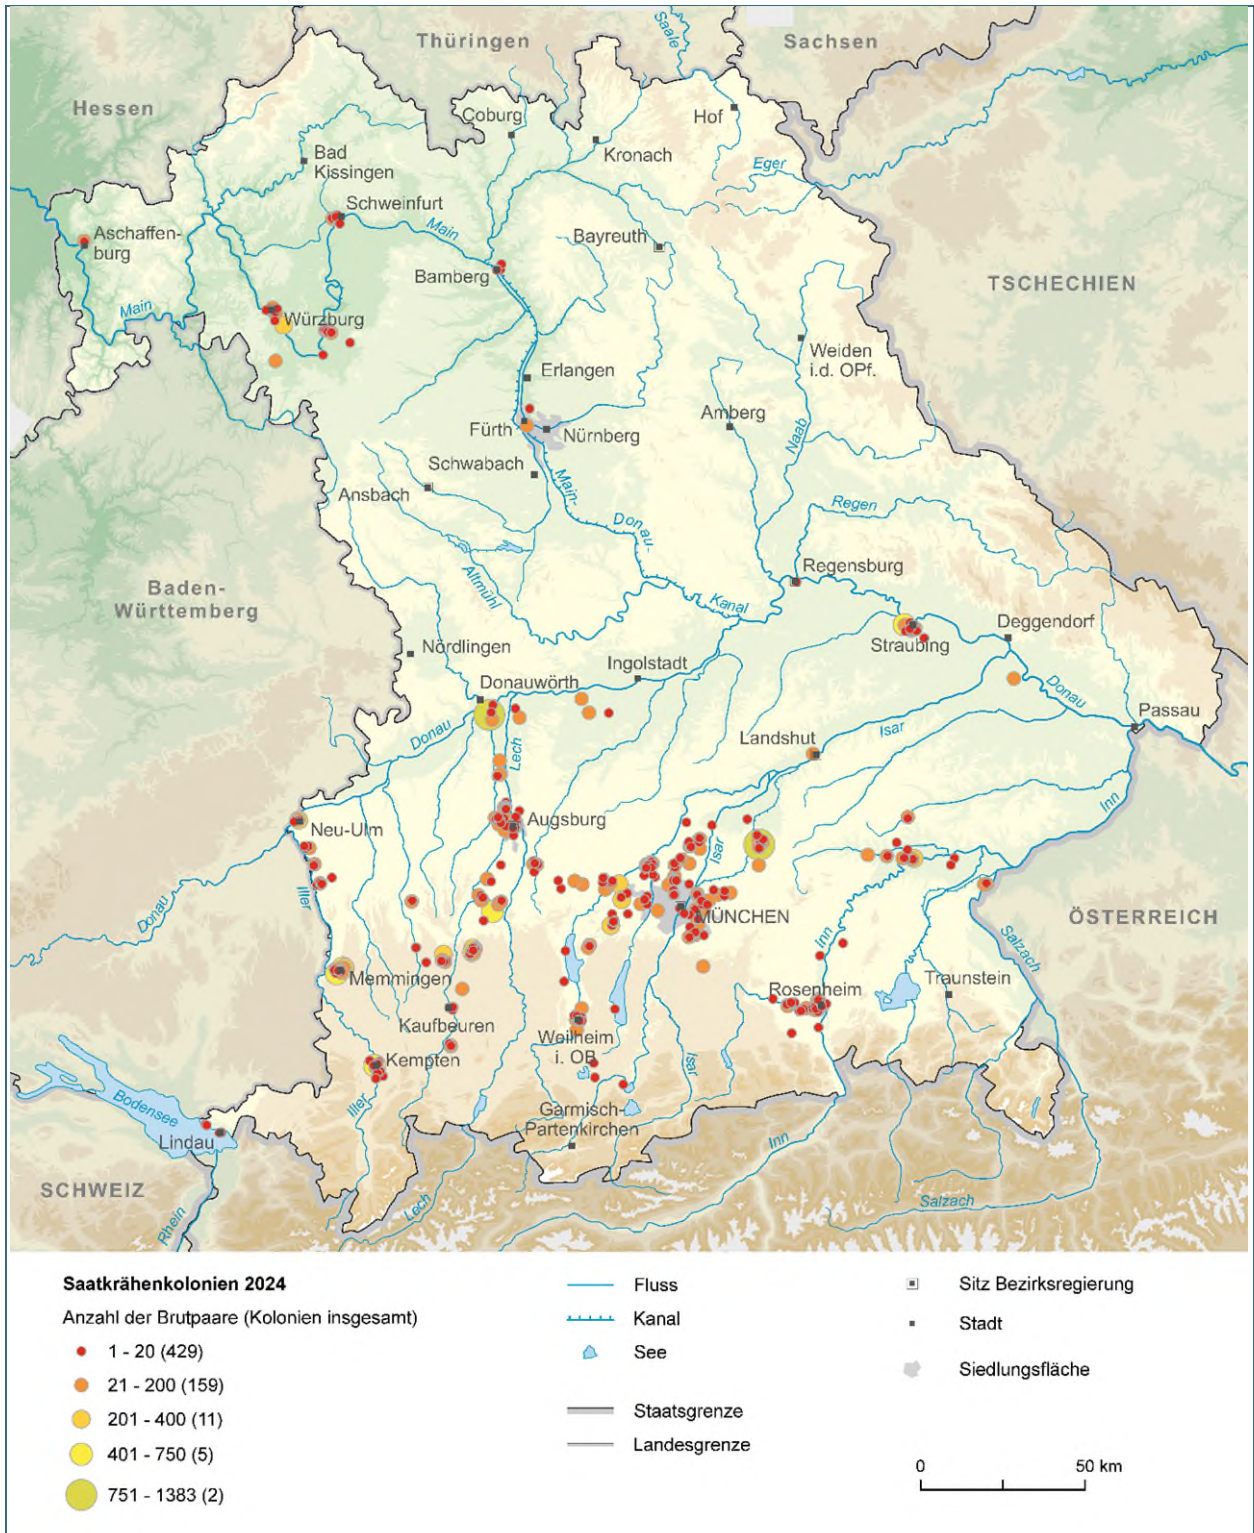 Thüringen
Sachsen
Saale
Hessen
Coburg
Hof
Kronach
Bad
Kissingen
Eger
Schweinfurt
Aschaffen-
burg
Main
Bayreuth
Bamberg
TSCHECHIEN
Main
Würzburg
Weiden
i.d. OPf.
Erlangen
Amberg
Naab
Fürth
Nürnberg
Schwabach
Main-
Ansbach
Regen
Donau-
Altmühl
Regensburg
Baden-
Württemberg
Kanal
Deggendorf
Straubing
Nördlingen
Ingolstadt
Donauwörth
Donau
Passau
Donau
Lech
Landshut
Isar
Inn
Neu-Ulm
Augsburg
Isar
Iller
Donau
MÜNCHEN
ÖSTERREICH
Inn
Salzach
Memmingen
Rosenheim
Traunstein
Kaufbeuren
Weilheim
i. OB
Kempten
Isar
Bodensee
Iller
Garmisch-
Partenkirchen
Lindau
Inn
SCHWEIZ
Lech
Salzach
Rhein
Saatkrähenkolonien 2024
Anzahl der Brutpaare (Kolonien insgesamt)
1 - 20 (429)
21 - 200 (159)
201 - 400 (11)
401 - 750 (5)
751 - 1383 (2)
Fluss
Kanal
See
Staatsgrenze
Landesgrenze
Sitz Bezirksregierung
Stadt
Siedlungsfläche
0 50 km